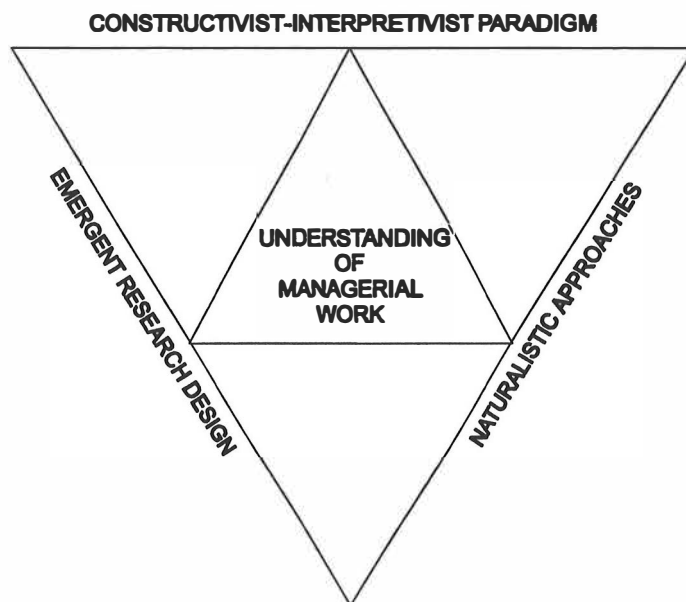 CONSTRUCTIVIST-INTERPRETIVIST PARADIGM
EMERGENT RESEARCH DESIGN
UNDERSTANDING
OF
MANAGERIAL
WORK
NATURALISTIC APPROACHES